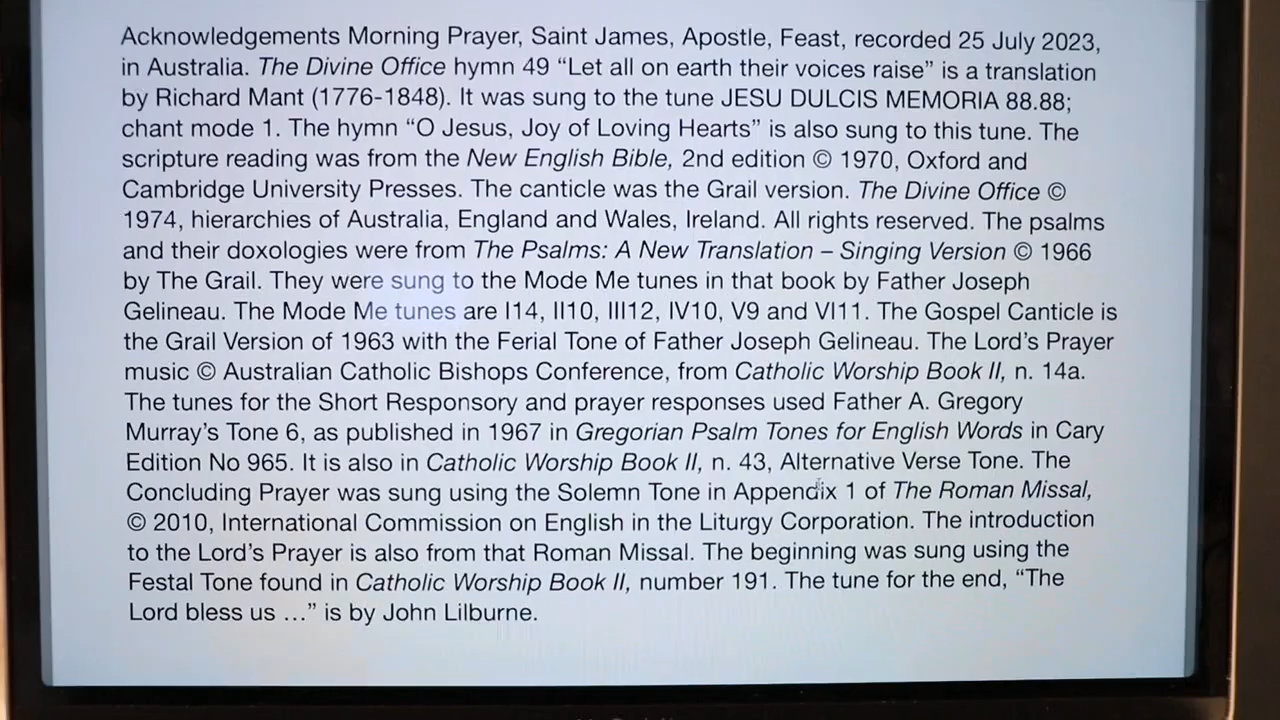 Acknowledgements Morning Prayer, Saint James, Apostle, Feast, recorded 25 July 2023,
in Australia. The Divine Office hymn 49 “Let all on earth their voices raise” is a translation
by Richard Mant (1776-1848). It was sung to the tune JESU DULCIS MEMORIA 88.88;
chant mode 1. The hymn “O Jesus, Joy of Loving Hearts” is also sung to this tune. The
scripture reading was from the New English Bible, 2nd edition © 1970, Oxford and
Cambridge University Presses. The canticle was the Grail version. The Divine Office ©
1974, hierarchies of Australia, England and Wales, Ireland. All rights reserved. The psalms
and their doxologies were from The Psalms: A New Translation – Singing Version © 1966
by The Grail. They were sung to the Mode Me tunes in that book by Father Joseph
Gelineau. The Mode Me tunes are I14, II10, III12, IV10, V9 and VI11. The Gospel Canticle is
the Grail Version of 1963 with the Ferial Tone of Father Joseph Gelineau. The Lord’s Prayer
music © Australian Catholic Bishops Conference, from Catholic Worship Book II, n. 14a.
The tunes for the Short Responsory and prayer responses used Father A. Gregory
Murray’s Tone 6, as published in 1967 in Gregorian Psalm Tones for English Words in Cary
Edition No 965. It is also in Catholic Worship Book II, n. 43, Alternative Verse Tone. The
Concluding Prayer was sung using the Solemn Tone in Appendix 1 of The Roman Missal,
© 2010, International Commission on English in the Liturgy Corporation. The introduction
to the Lord’s Prayer is also from that Roman Missal. The beginning was sung using the
Festal Tone found in Catholic Worship Book II, number 191. The tune for the end, “The
Lord bless us …” is by John Lilburne.